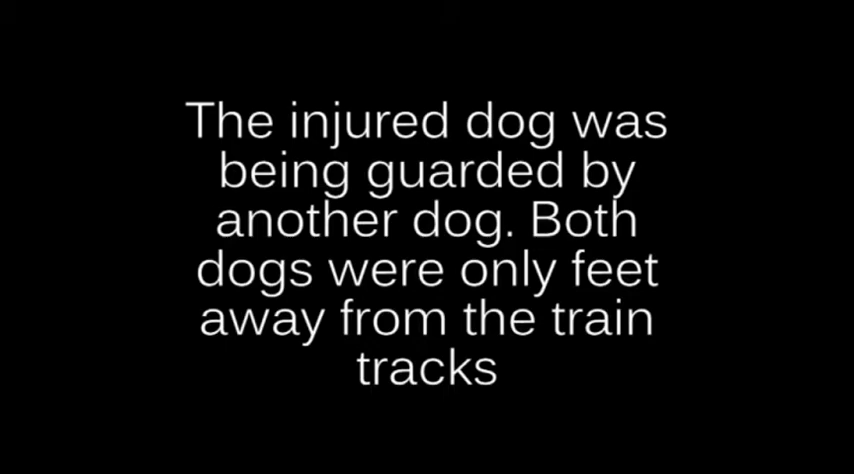 The injured dog was
being guarded by
another dog. Both
dogs were only feet
away from the train
tracks